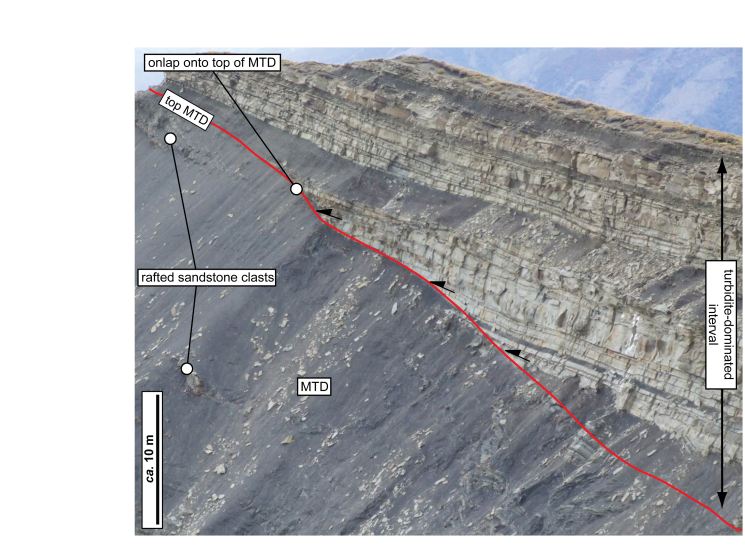 onlap onto top of MTD
top MTD
rafted sandstone clasts
turbidite-dominated
interval
MTD
ca. 10 m